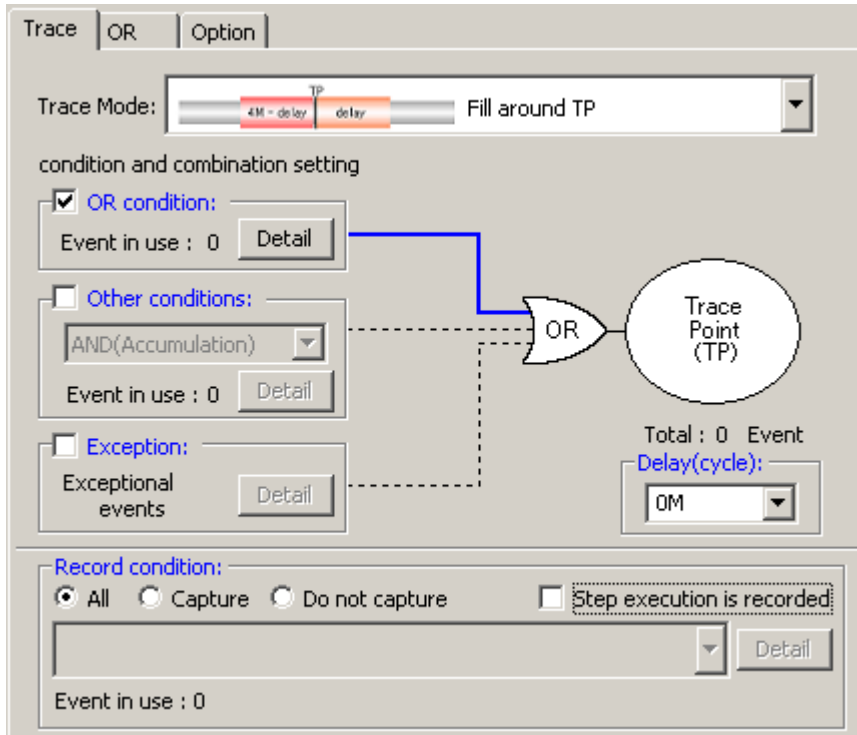 Trace OR Option
Trace Mode: TP 4M - delay delay Fill around TP
condition and combination setting
OR condition:
Event in use : 0 Detail
Other conditions:
AND(Accumulation)
Event in use : 0 Detail
Exception:
Exceptional
events Detail
OR
Trace
Point
(TP)
Total : 0 Event
Delay(cycle):
0M
Record condition:
All Capture Do not capture Step execution is recorded
Detail
Event in use : 0